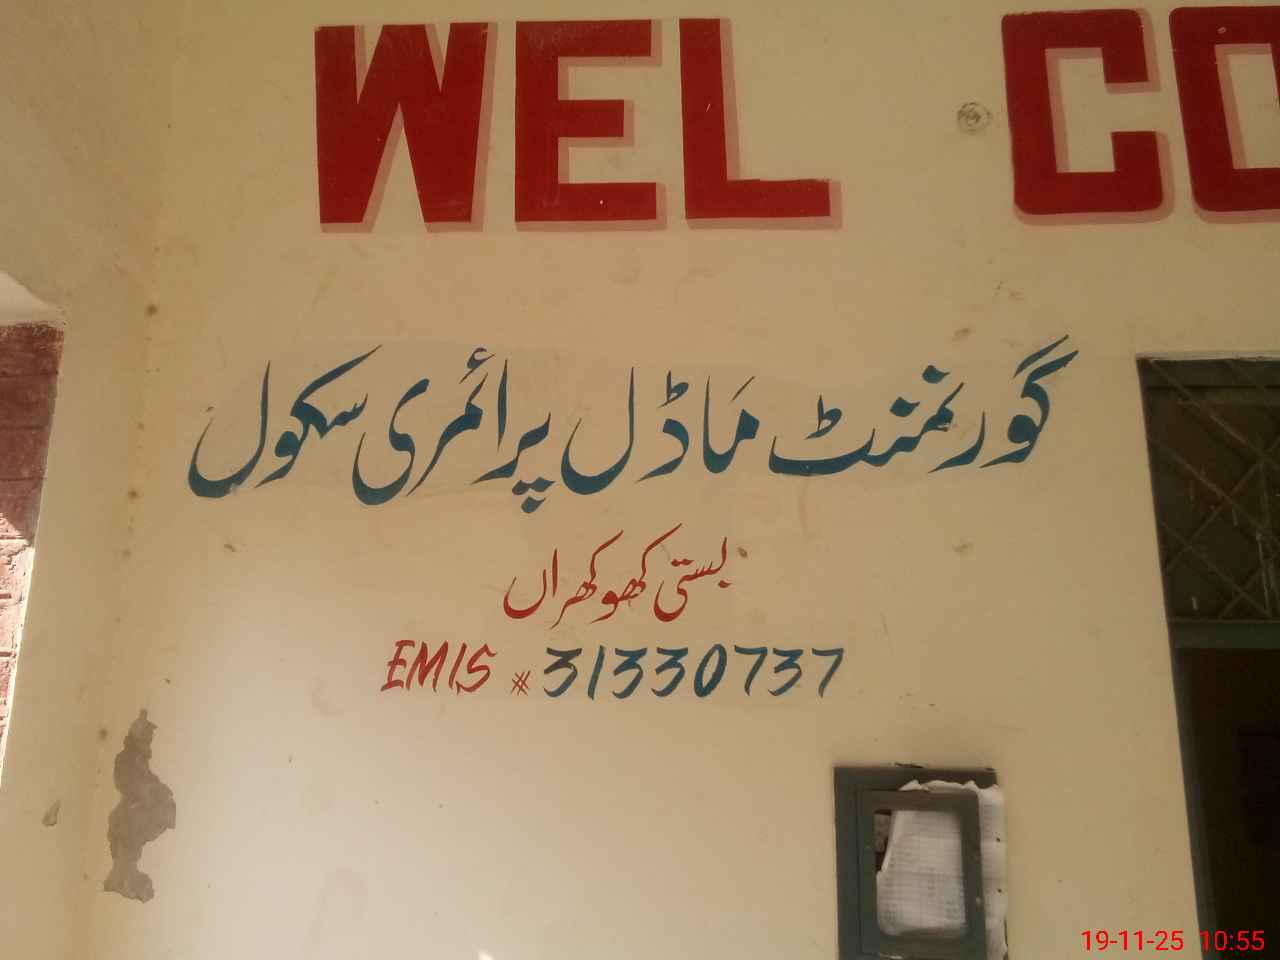 WEL CO
گورنمنٹ ماڈل پرائمری سکول
بستی کھوکھراں
EMIS # 31330737
19-11-25 10:55